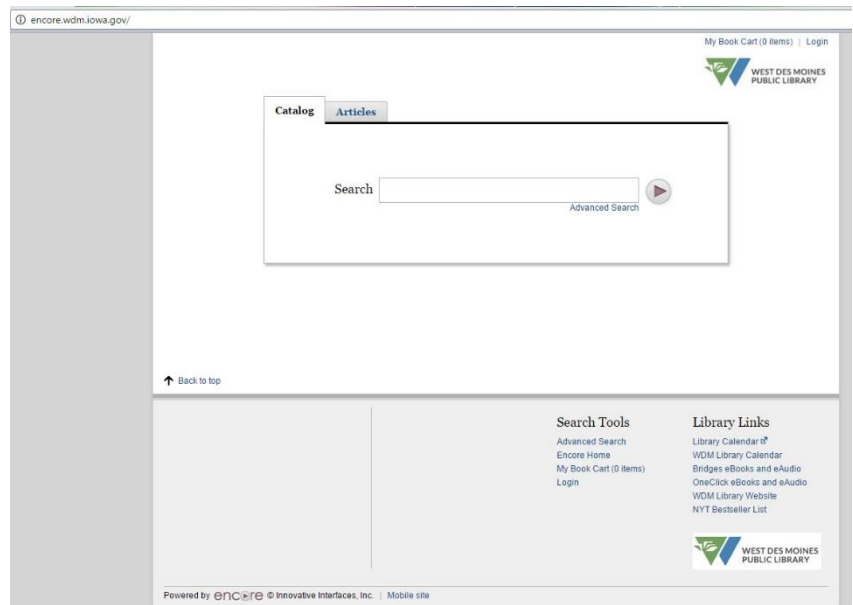 encore.wdm.iowa.gov/
My Book Cart (0 items) | Login
WEST DES MOINES
PUBLIC LIBRARY
Catalog Articles
Search
Advanced Search
Back to top
Search Tools
Advanced Search
Encore Home
My Book Cart (0 items)
Login
Library Links
Library Calendar
WDM Library Calendar
Bridges eBooks and eAudio
OneClick eBooks and eAudio
WDM Library Website
NYT Bestseller List
WEST DES MOINES
PUBLIC LIBRARY
Powered by encore © Innovative Interfaces, Inc. | Mobile site